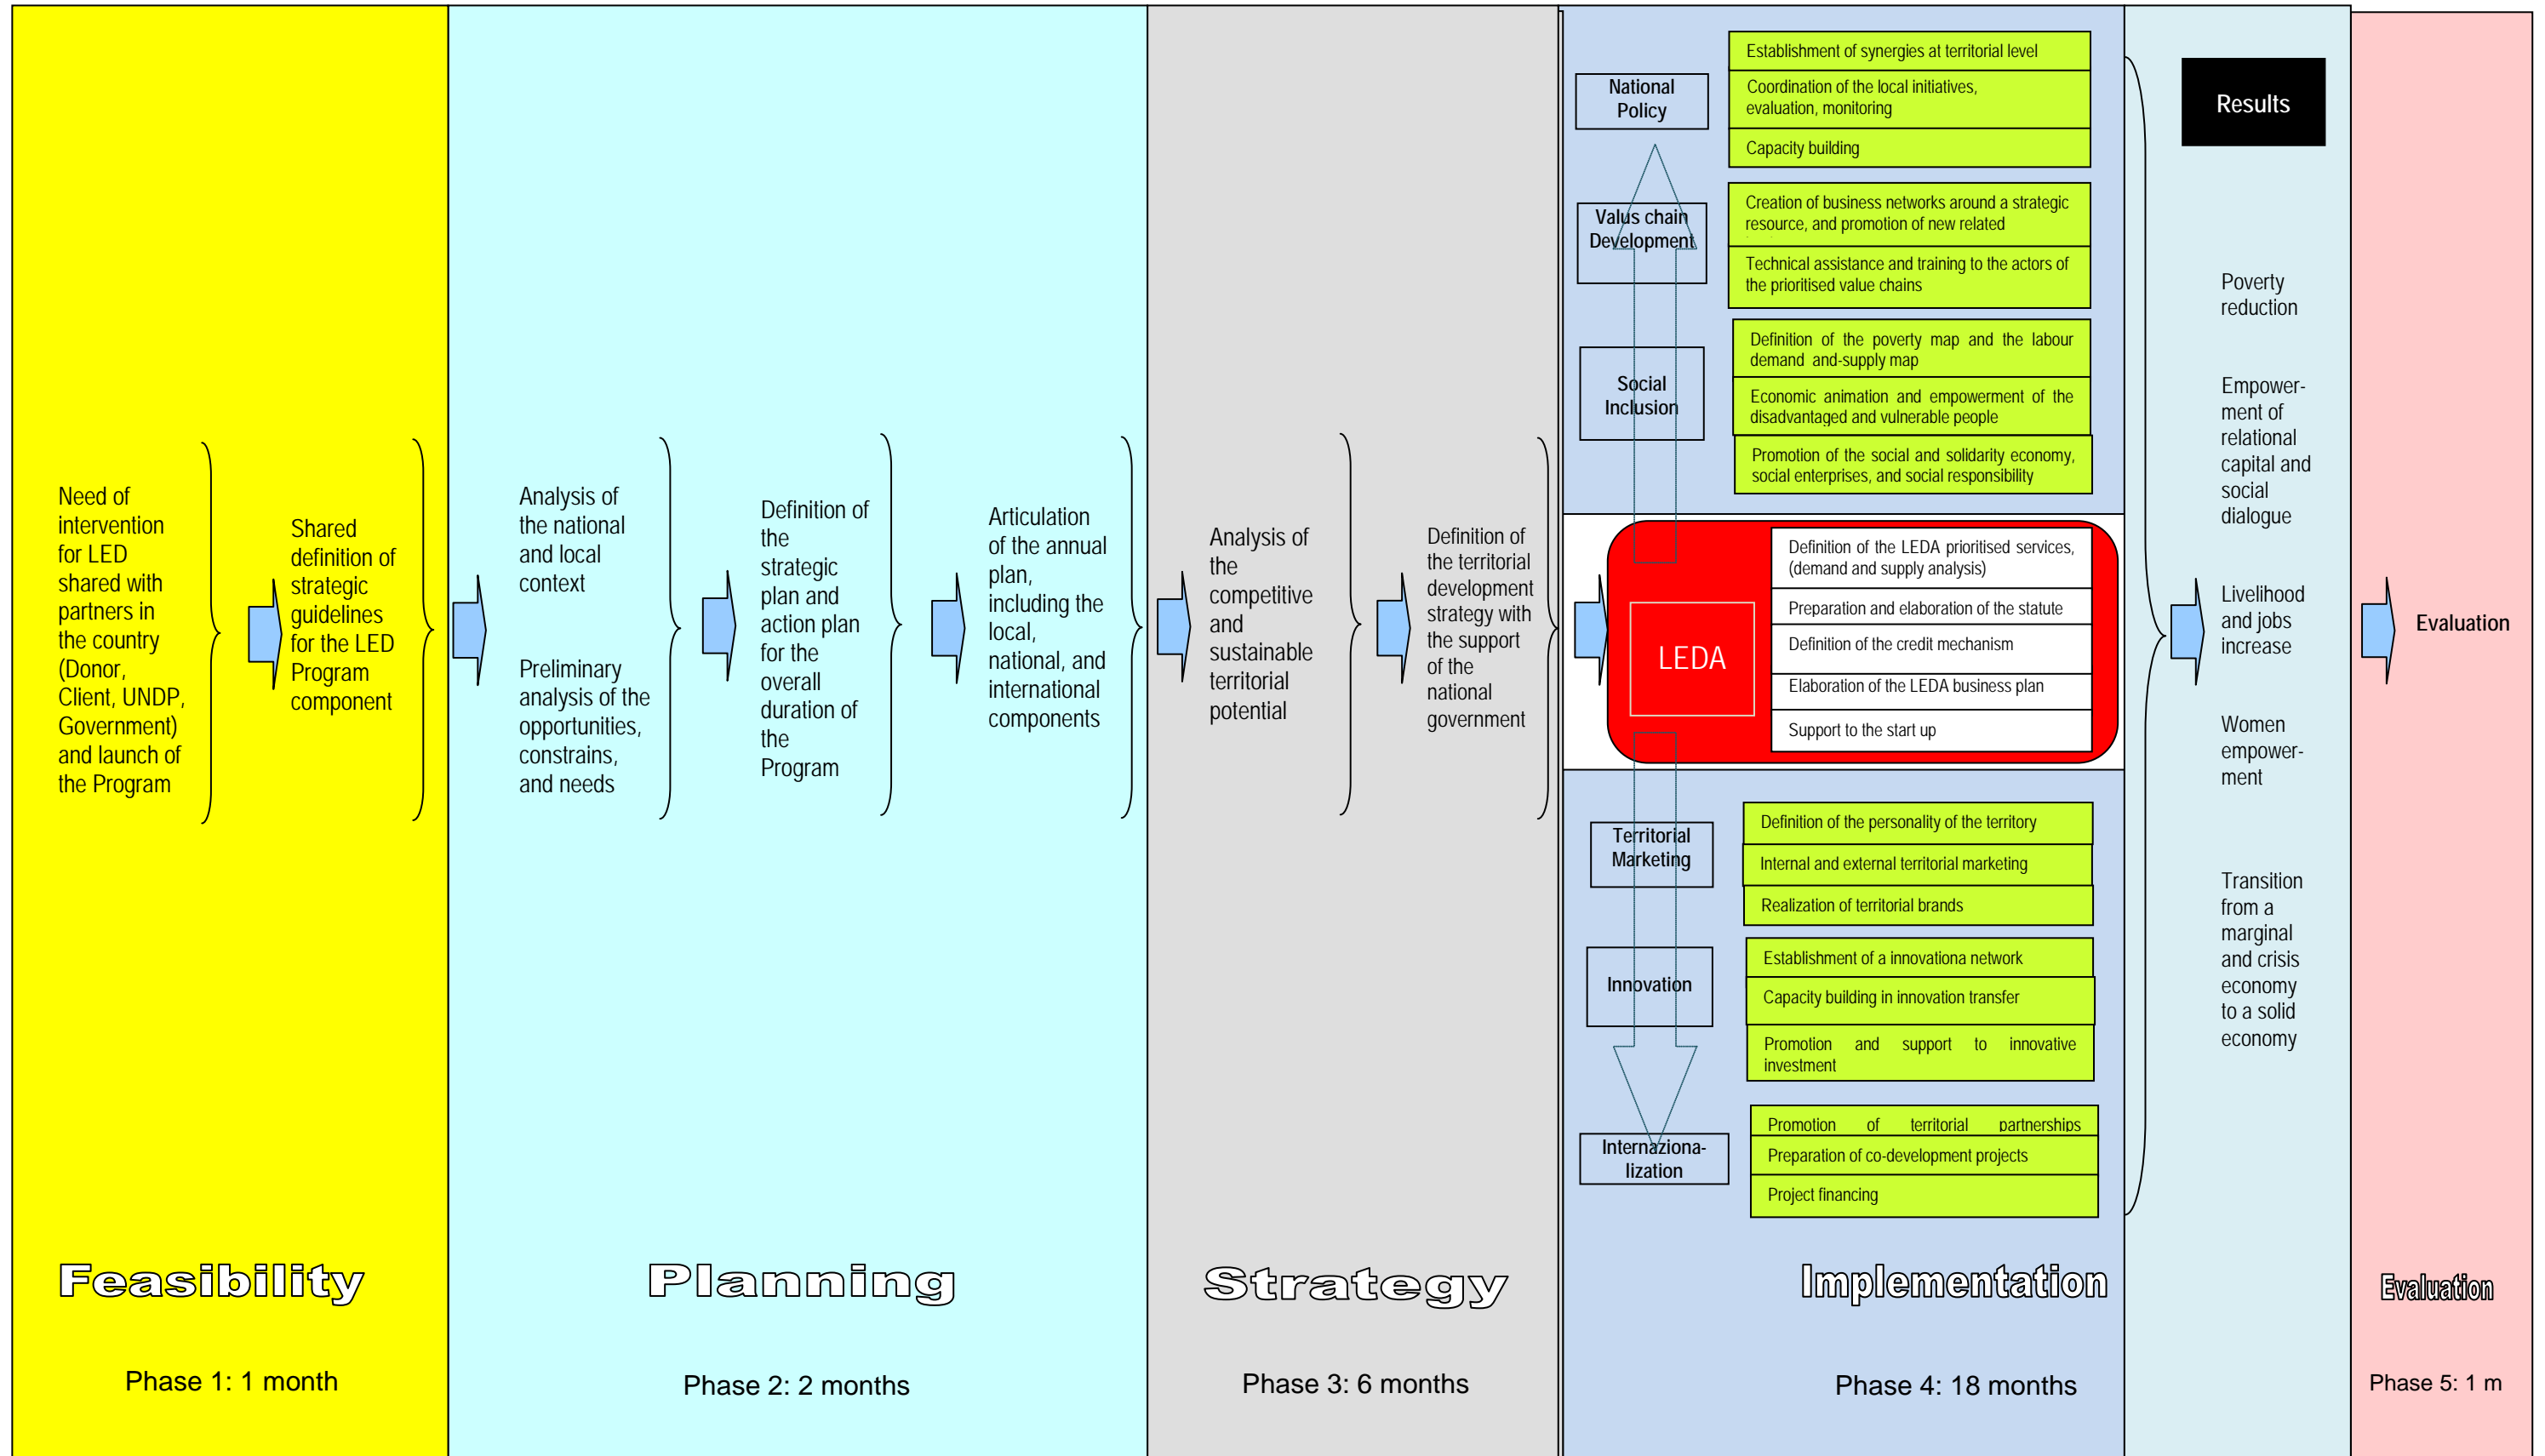 Need of
intervention
for LED
shared with
partners in
the country
(Donor,
Client, UNDP,
Government)
and launch of
the Program
Shared
definition of
strategic
guidelines
for the LED
Program
component
Feasibility
Phase 1: 1 month
Analysis of
the national
and local
context
Preliminary
analysis of the
opportunities,
constrains,
and needs
Definition of
the
strategic
plan and
action plan
for the
overall
duration of
the
Program
Articulation
of the annual
plan,
including the
local,
national, and
international
components
Planning
Phase 2: 2 months
Analysis of
the
competitive
and
sustainable
territorial
potential
Definition of
the territorial
development
strategy with
the support
of the
national
government
Strategy
Phase 3: 6 months
National
Policy
Establishment of synergies at territorial level
Coordination of the local initiatives,
evaluation, monitoring
Capacity building
Valus chain
Development
Creation of business networks around a strategic
resource, and promotion of new related
Technical assistance and training to the actors of
the prioritised value chains
Social
Inclusion
Definition of the poverty map and the labour
demand and-supply map
Economic animation and empowerment of the
disadvantaged and vulnerable people
Promotion of the social and solidarity economy,
social enterprises, and social responsibility
LEDA
Definition of the LEDA prioritised services,
(demand and supply analysis)
Preparation and elaboration of the statute
Definition of the credit mechanism
Elaboration of the LEDA business plan
Support to the start up
Territorial
Marketing
Definition of the personality of the territory
Internal and external territorial marketing
Realization of territorial brands
Innovation
Establishment of a innovationa network
Capacity building in innovation transfer
Promotion and support to innovative
investment
Internaziona-
lization
Promotion of territorial partnerships
Preparation of co-development projects
Project financing
Implementation
Phase 4: 18 months
Results
Poverty
reduction
Empower-
ment of
relational
capital and
social
dialogue
Livelihood
and jobs
increase
Women
empower-
ment
Transition
from a
marginal
and crisis
economy
to a solid
economy
Evaluation
Evaluation
Phase 5: 1 m